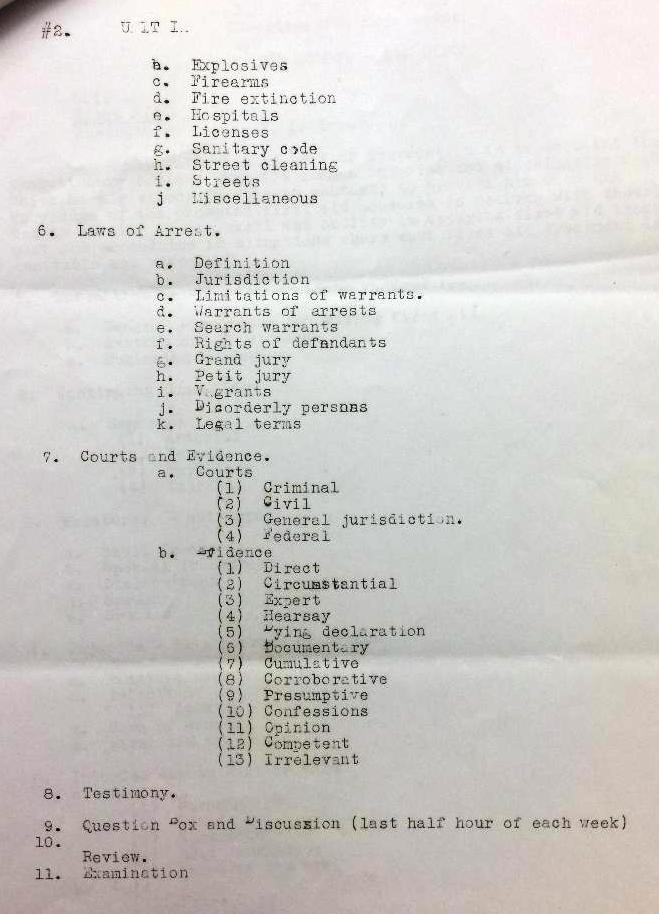 #2. UNIT I.
b. Explosives
c. Firearms
d. Fire extinction
e. Hospitals
f. Licenses
g. Sanitary code
h. Street cleaning
i. Streets
j Miscellaneous
6. Laws of Arrest.
a. Definition
b. Jurisdiction
c. Limitations of warrants.
d. Warrants of arrests
e. Search warrants
f. Rights of defendants
g. Grand jury
h. Petit jury
i. Vagrants
j. Disorderly persons
k. Legal terms
7. Courts and Evidence.
a. Courts
(1) Criminal
(2) Civil
(3) General jurisdiction.
(4) Federal
b. Evidence
(1) Direct
(2) Circumstantial
(3) Expert
(4) Hearsay
(5) Dying declaration
(6) Documentary
(7) Cumulative
(8) Corroborative
(9) Presumptive
(10) Confessions
(11) Opinion
(12) Competent
(13) Irrelevant
8. Testimony.
9. Question Box and Discussion (last half hour of each week)
10.
Review.
11. Examination